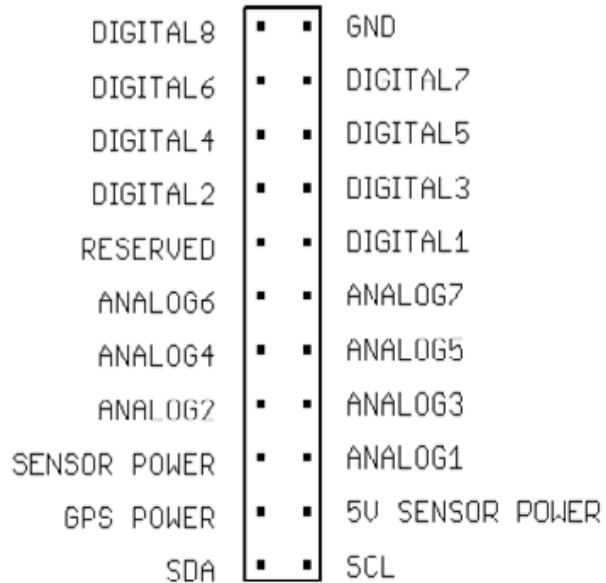 DIGITAL8 GND
DIGITAL6 DIGITAL7
DIGITAL4 DIGITAL5
DIGITAL2 DIGITAL3
RESERVED DIGITAL1
ANALOG6 ANALOG7
ANALOG4 ANALOG5
ANALOG2 ANALOG3
SENSOR POWER ANALOG1
GPS POWER 5V SENSOR POWER
SDA SCL